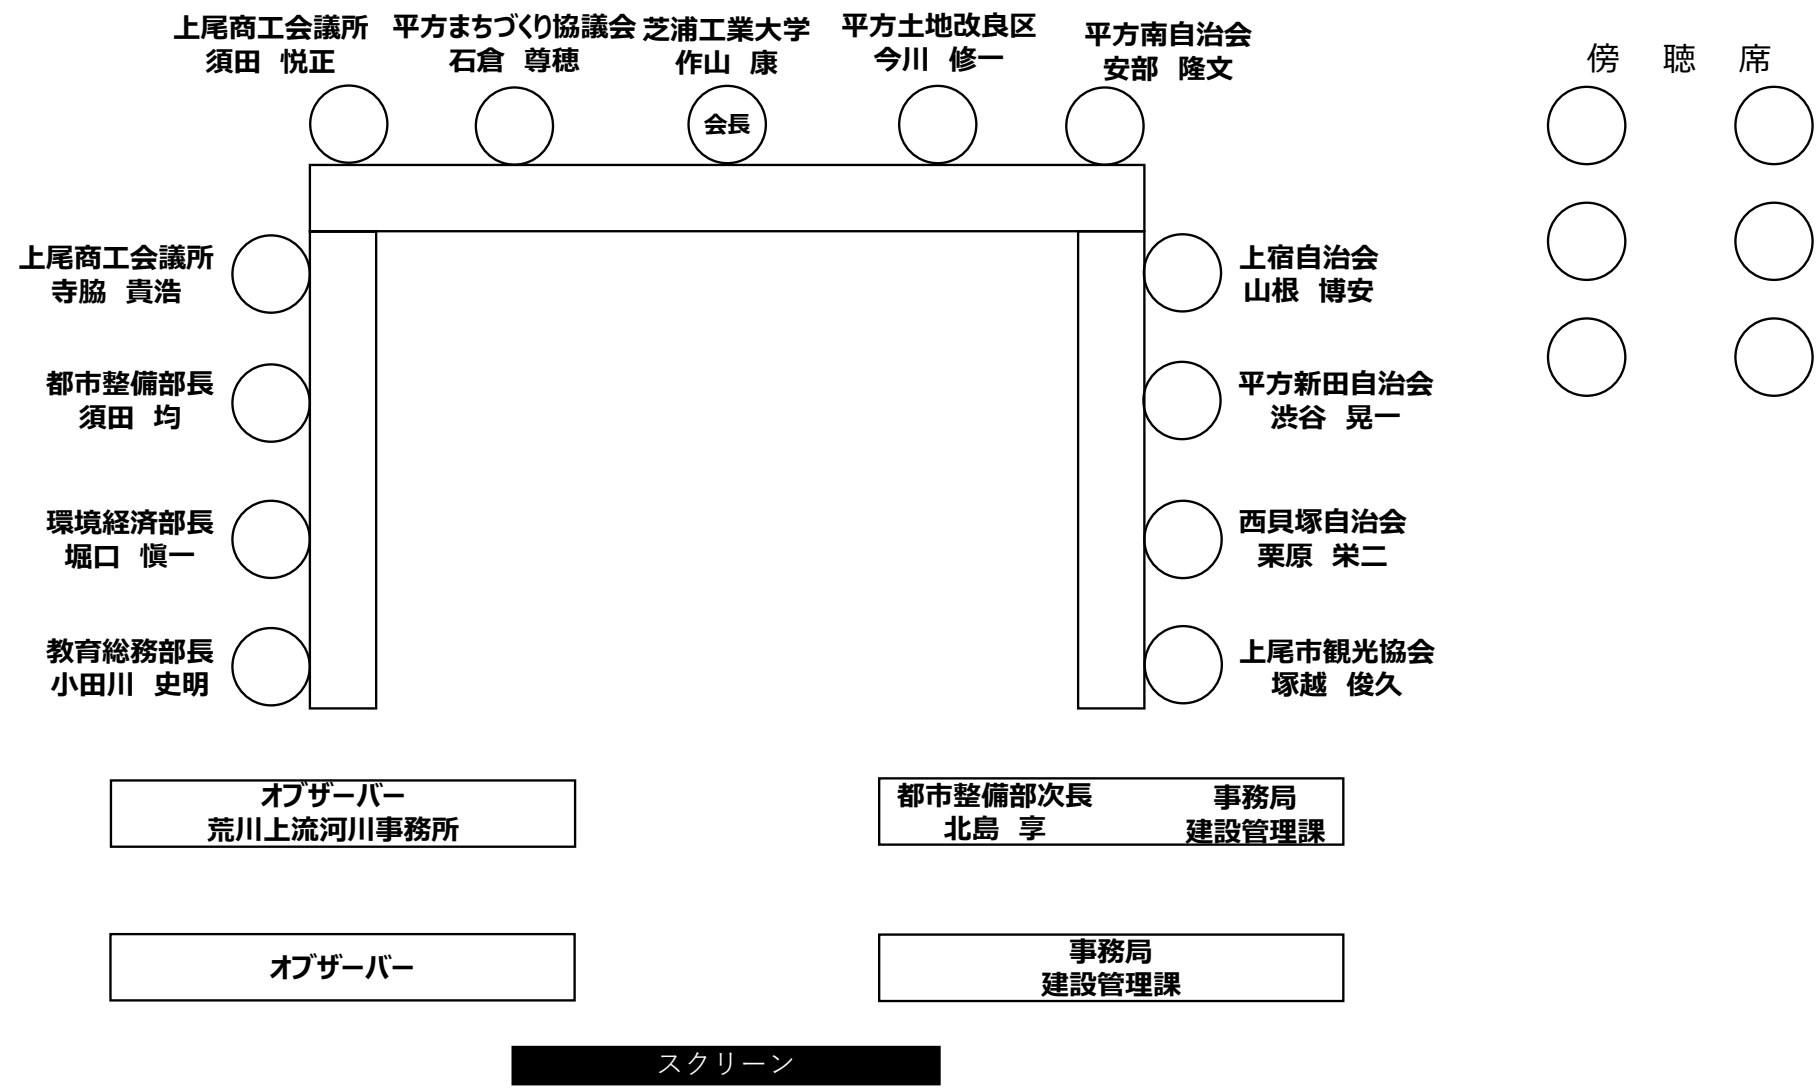 上尾商工会議所
須田 悦正
平方まちづくり協議会
石倉 尊穂
芝浦工業大学
作山 康
平方土地改良区
今川 修一
平方南自治会
安部 隆文
傍 聴 席
会長
上尾商工会議所
寺脇 貴浩
上宿自治会
山根 博安
都市整備部長
須田 均
平方新田自治会
渋谷 晃一
環境経済部長
堀口 愼一
西貝塚自治会
栗原 栄二
教育総務部長
小田川 史明
上尾市観光協会
塚越 俊久
オブザーバー
荒川上流河川事務所
都市整備部次長
北島 享
事務局
建設管理課
オブザーバー
事務局
建設管理課
スクリーン